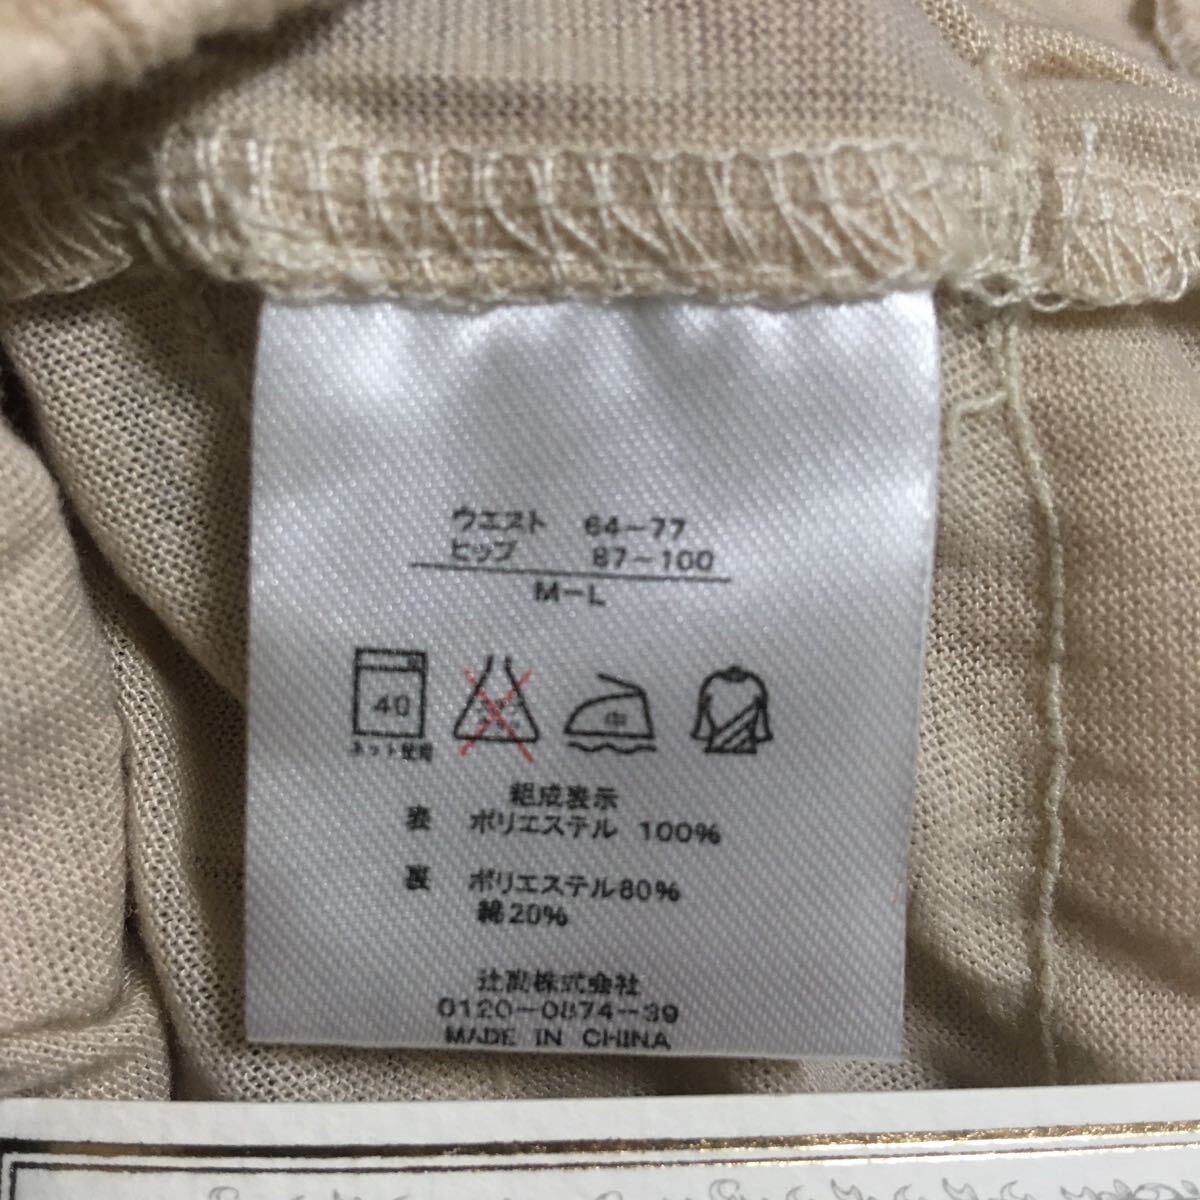 ウエスト 64-77
ヒップ 87-100
M-L
40
中
ネット使用
組成表示
表 ポリエステル 100%
裏 ポリエステル80%
綿20%
辻副株式会社
0120-0874-39
MADE IN CHINA